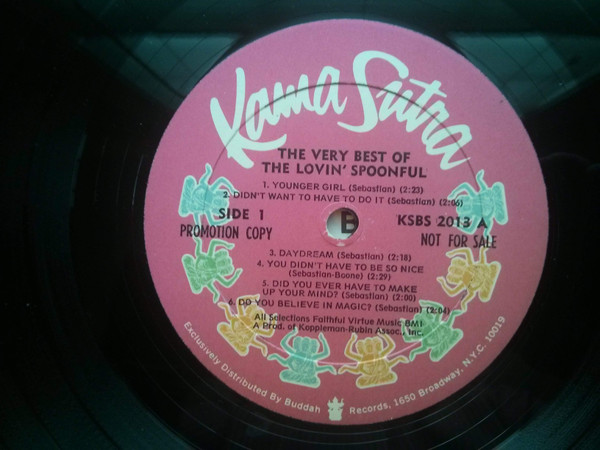 Kama Sutra
THE VERY BEST OF
THE LOVIN' SPOONFUL
1. YOUNGER GIRL (Sebastian) (2:23)
2. DIDN'T WANT TO HAVE TO DO IT (Sebastian) (2:06)
SIDE 1
B
KSBS 2013 A
PROMOTION COPY
NOT FOR SALE
3. DAYDREAM (Sebastian) (2:18)
4. YOU DIDN'T HAVE TO BE SO NICE
(Sebastian-Boone) (2:29)
5. DID YOU EVER HAVE TO MAKE
UP YOUR MIND? (Sebastian) (2:00)
6. DO YOU BELIEVE IN MAGIC? (Sebastian) (2:04)
All Selections Faithful Virtue Music BMI
A Prod. of Koppleman-Rubin Assoc., Inc.
Exclusively Distributed By Buddah Records, 1650 Broadway, N.Y.C. 10019